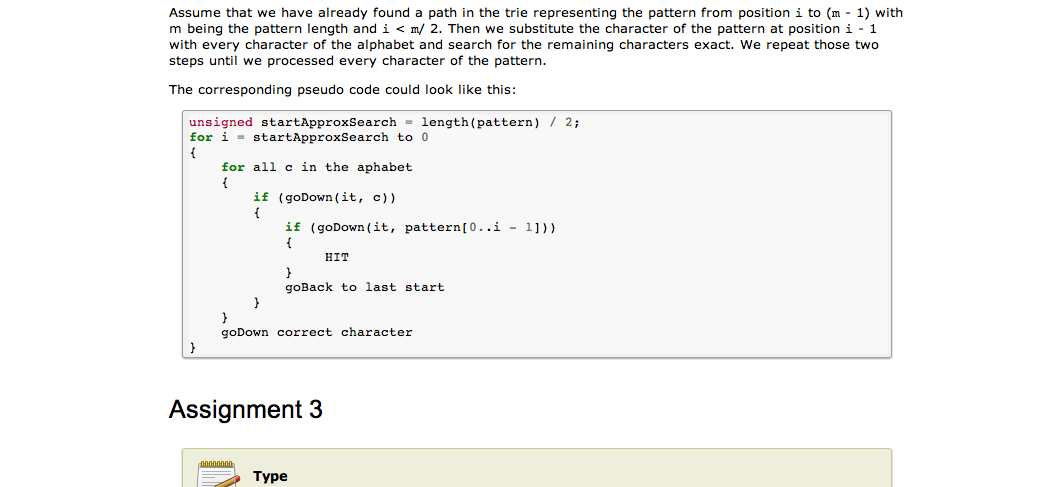 Assume that we have already found a path in the trie representing the pattern from position i to (m - 1) with
m being the pattern length and i < m/ 2. Then we substitute the character of the pattern at position i - 1
with every character of the alphabet and search for the remaining characters exact. We repeat those two
steps until we processed every character of the pattern.
The corresponding pseudo code could look like this:
unsigned startApproxSearch = length(pattern) / 2;
for i = startApproxSearch to 0
{
for all c in the aphabet
{
if (goDown(it, c))
{
if (goDown(it, pattern[0..i - 1]))
{
HIT
}
goBack to last start
}
}
goDown correct character
}
Assignment 3
Type